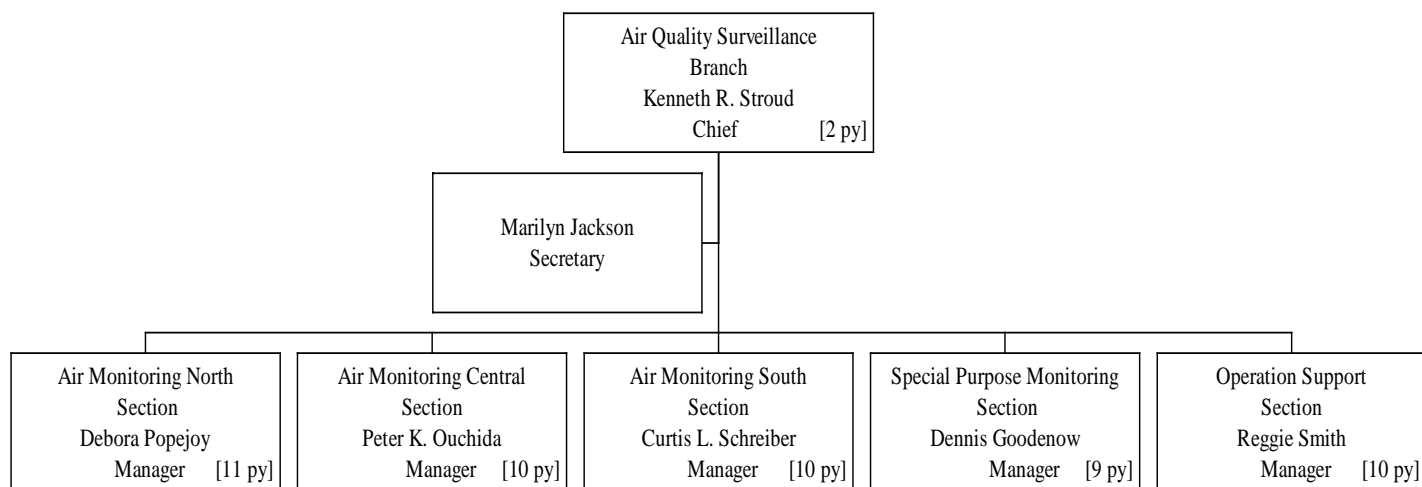 Air Quality Surveillance
Branch
Kenneth R. Stroud
Chief [2 py]
Marilyn Jackson
Secretary
Air Monitoring North
Section
Debora Popejoy
Manager [11 py]
Air Monitoring Central
Section
Peter K. Ouchida
Manager [10 py]
Air Monitoring South
Section
Curtis L. Schreiber
Manager [10 py]
Special Purpose Monitoring
Section
Dennis Goodenow
Manager [9 py]
Operation Support
Section
Reggie Smith
Manager [10 py]